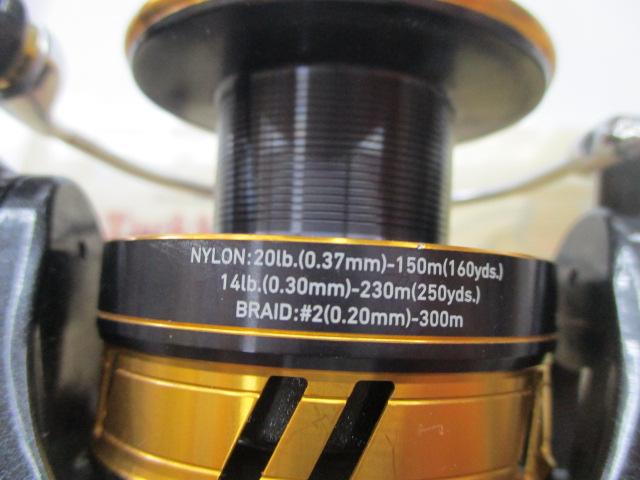 NYLON:20lb.(0.37mm)-150m(160yds.)
14lb.(0.30mm)-230m(250yds.)
BRAID:#2(0.20mm)-300m